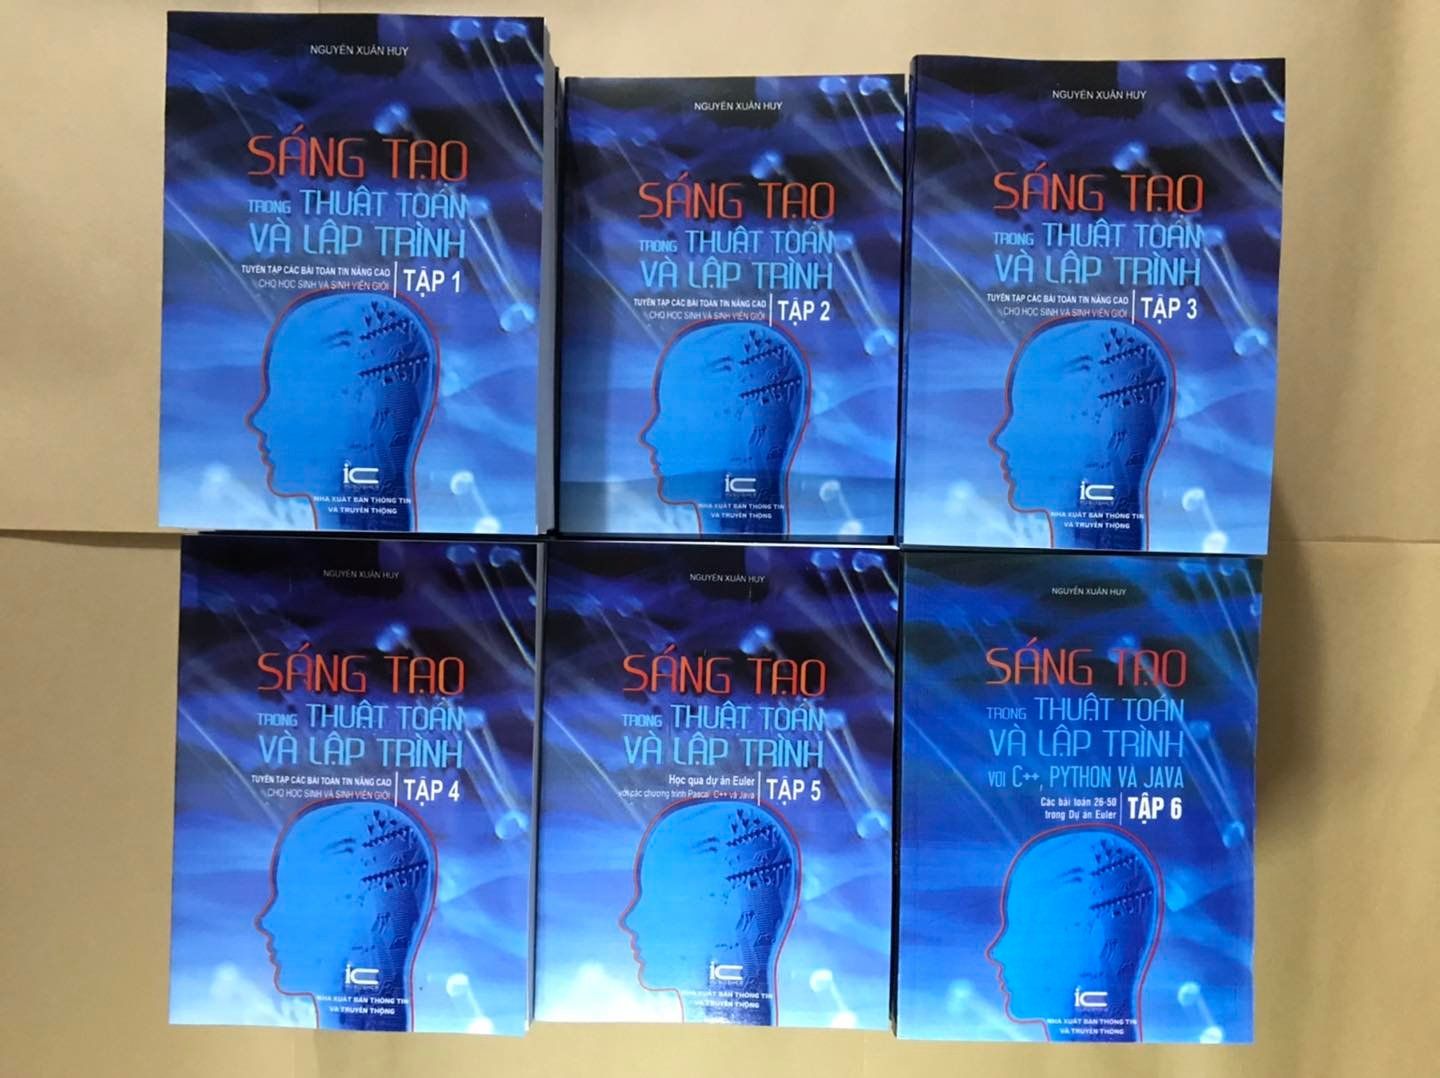 NGUYỄN XUÂN HUY
SÁNG TẠO
TRONG THUẬT TOÁN
VÀ LẬP TRÌNH
TUYỂN TẬP CÁC BÀI TOÁN TIN NÂNG CAO
CHO HỌC SINH VÀ SINH VIÊN GIỎI
TẬP 1
iC
NHÀ XUẤT BẢN THÔNG TIN
VÀ TRUYỀN THÔNG
NGUYỄN XUÂN HUY
SÁNG TẠO
TRONG THUẬT TOÁN
VÀ LẬP TRÌNH
TUYỂN TẬP CÁC BÀI TOÁN TIN NÂNG CAO
CHO HỌC SINH VÀ SINH VIÊN GIỎI
TẬP 2
iC
NHÀ XUẤT BẢN THÔNG TIN
VÀ TRUYỀN THÔNG
NGUYỄN XUÂN HUY
SÁNG TẠO
TRONG THUẬT TOÁN
VÀ LẬP TRÌNH
TUYỂN TẬP CÁC BÀI TOÁN TIN NÂNG CAO
CHO HỌC SINH VÀ SINH VIÊN GIỎI
TẬP 3
iC
NHÀ XUẤT BẢN THÔNG TIN
VÀ TRUYỀN THÔNG
NGUYỄN XUÂN HUY
SÁNG TẠO
TRONG THUẬT TOÁN
VÀ LẬP TRÌNH
TUYỂN TẬP CÁC BÀI TOÁN TIN NÂNG CAO
CHO HỌC SINH VÀ SINH VIÊN GIỎI
TẬP 4
iC
NHÀ XUẤT BẢN THÔNG TIN
VÀ TRUYỀN THÔNG
NGUYỄN XUÂN HUY
SÁNG TẠO
TRONG THUẬT TOÁN
VÀ LẬP TRÌNH
Học qua dự án Euler
với các chương trình Pascal, C++ và Java
TẬP 5
iC
NHÀ XUẤT BẢN THÔNG TIN
VÀ TRUYỀN THÔNG
NGUYỄN XUÂN HUY
SÁNG TẠO
TRONG THUẬT TOÁN
VÀ LẬP TRÌNH
VỚI C++, PYTHON VÀ JAVA
Các bài toán 26-50
trong Dự án Euler
TẬP 6
iC
NHÀ XUẤT BẢN THÔNG TIN
VÀ TRUYỀN THÔNG